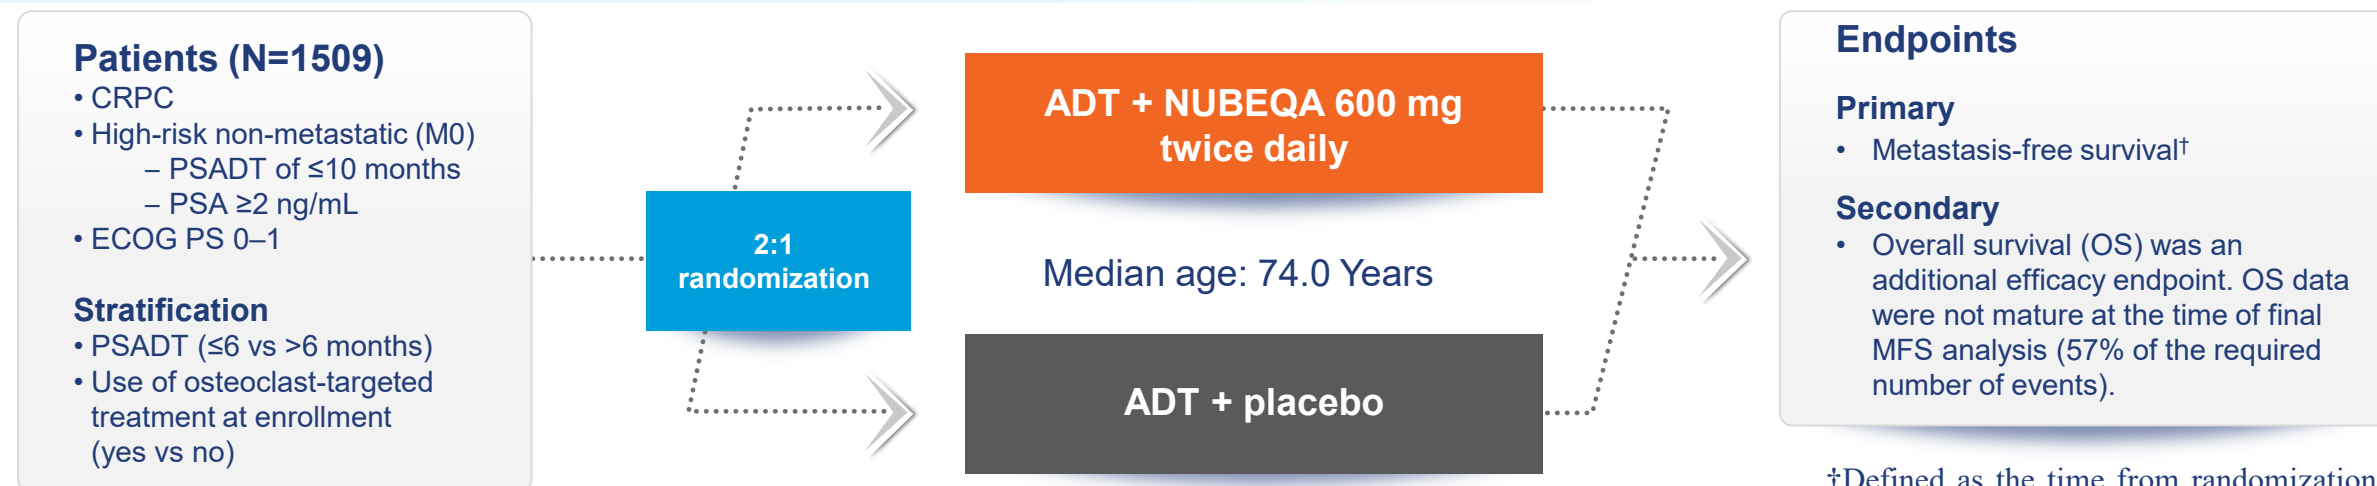 Patients (N=1509)
• CRPC
• High-risk non-metastatic (M0)
– PSADT of ≤10 months
– PSA ≥2 ng/mL
• ECOG PS 0–1
Stratification
• PSADT (≤6 vs >6 months)
• Use of osteoclast-targeted
treatment at enrollment
(yes vs no)
2:1
randomization
ADT + NUBEQA 600 mg
twice daily
Median age: 74.0 Years
ADT + placebo
Endpoints
Primary
• Metastasis-free survival†
Secondary
• Overall survival (OS) was an
additional efficacy endpoint. OS data
were not mature at the time of final
MFS analysis (57% of the required
number of events).
†Defined as the time from randomization